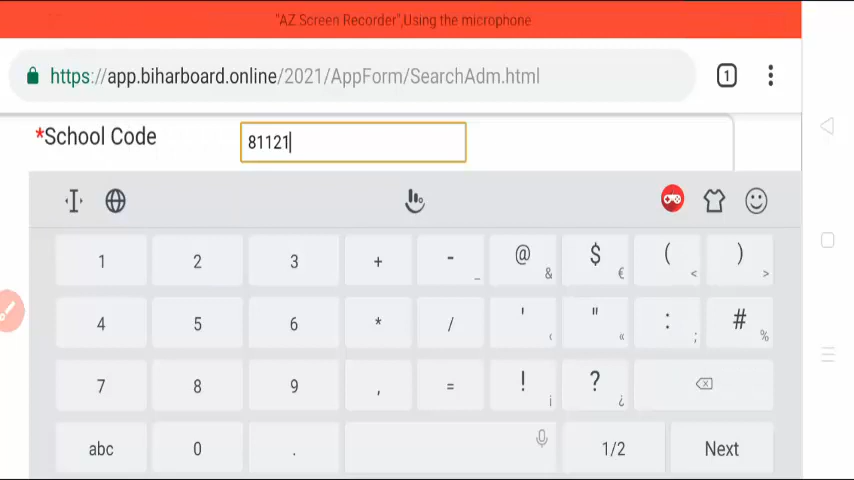 "AZ Screen Recorder",Using the microphone
https://app.biharboard.online/2021/AppForm/SearchAdm.html 1
*School Code 81121
1 2 3 + - _ @ & $ € ( < ) >
4 5 6 * / ' ‹ " « : ; # %
7 8 9 , = ! ¡ ? ¿
abc 0 . 1/2 Next